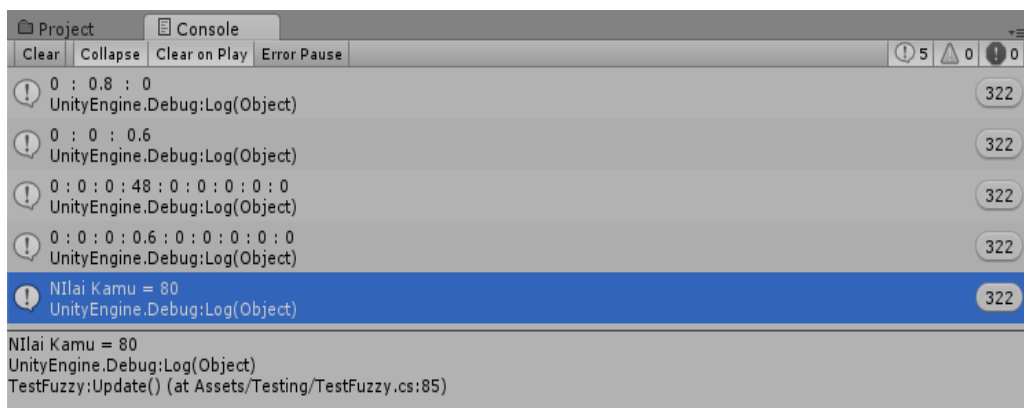 Project Console
Clear Collapse Clear on Play Error Pause 5 0 0
0 : 0.8 : 0
UnityEngine.Debug:Log(Object)
322
0 : 0 : 0.6
UnityEngine.Debug:Log(Object)
322
0 : 0 : 0 : 48 : 0 : 0 : 0 : 0 : 0
UnityEngine.Debug:Log(Object)
322
0 : 0 : 0 : 0.6 : 0 : 0 : 0 : 0 : 0
UnityEngine.Debug:Log(Object)
322
NIlai Kamu = 80
UnityEngine.Debug:Log(Object)
322
NIlai Kamu = 80
UnityEngine.Debug:Log(Object)
TestFuzzy:Update() (at Assets/Testing/TestFuzzy.cs:85)